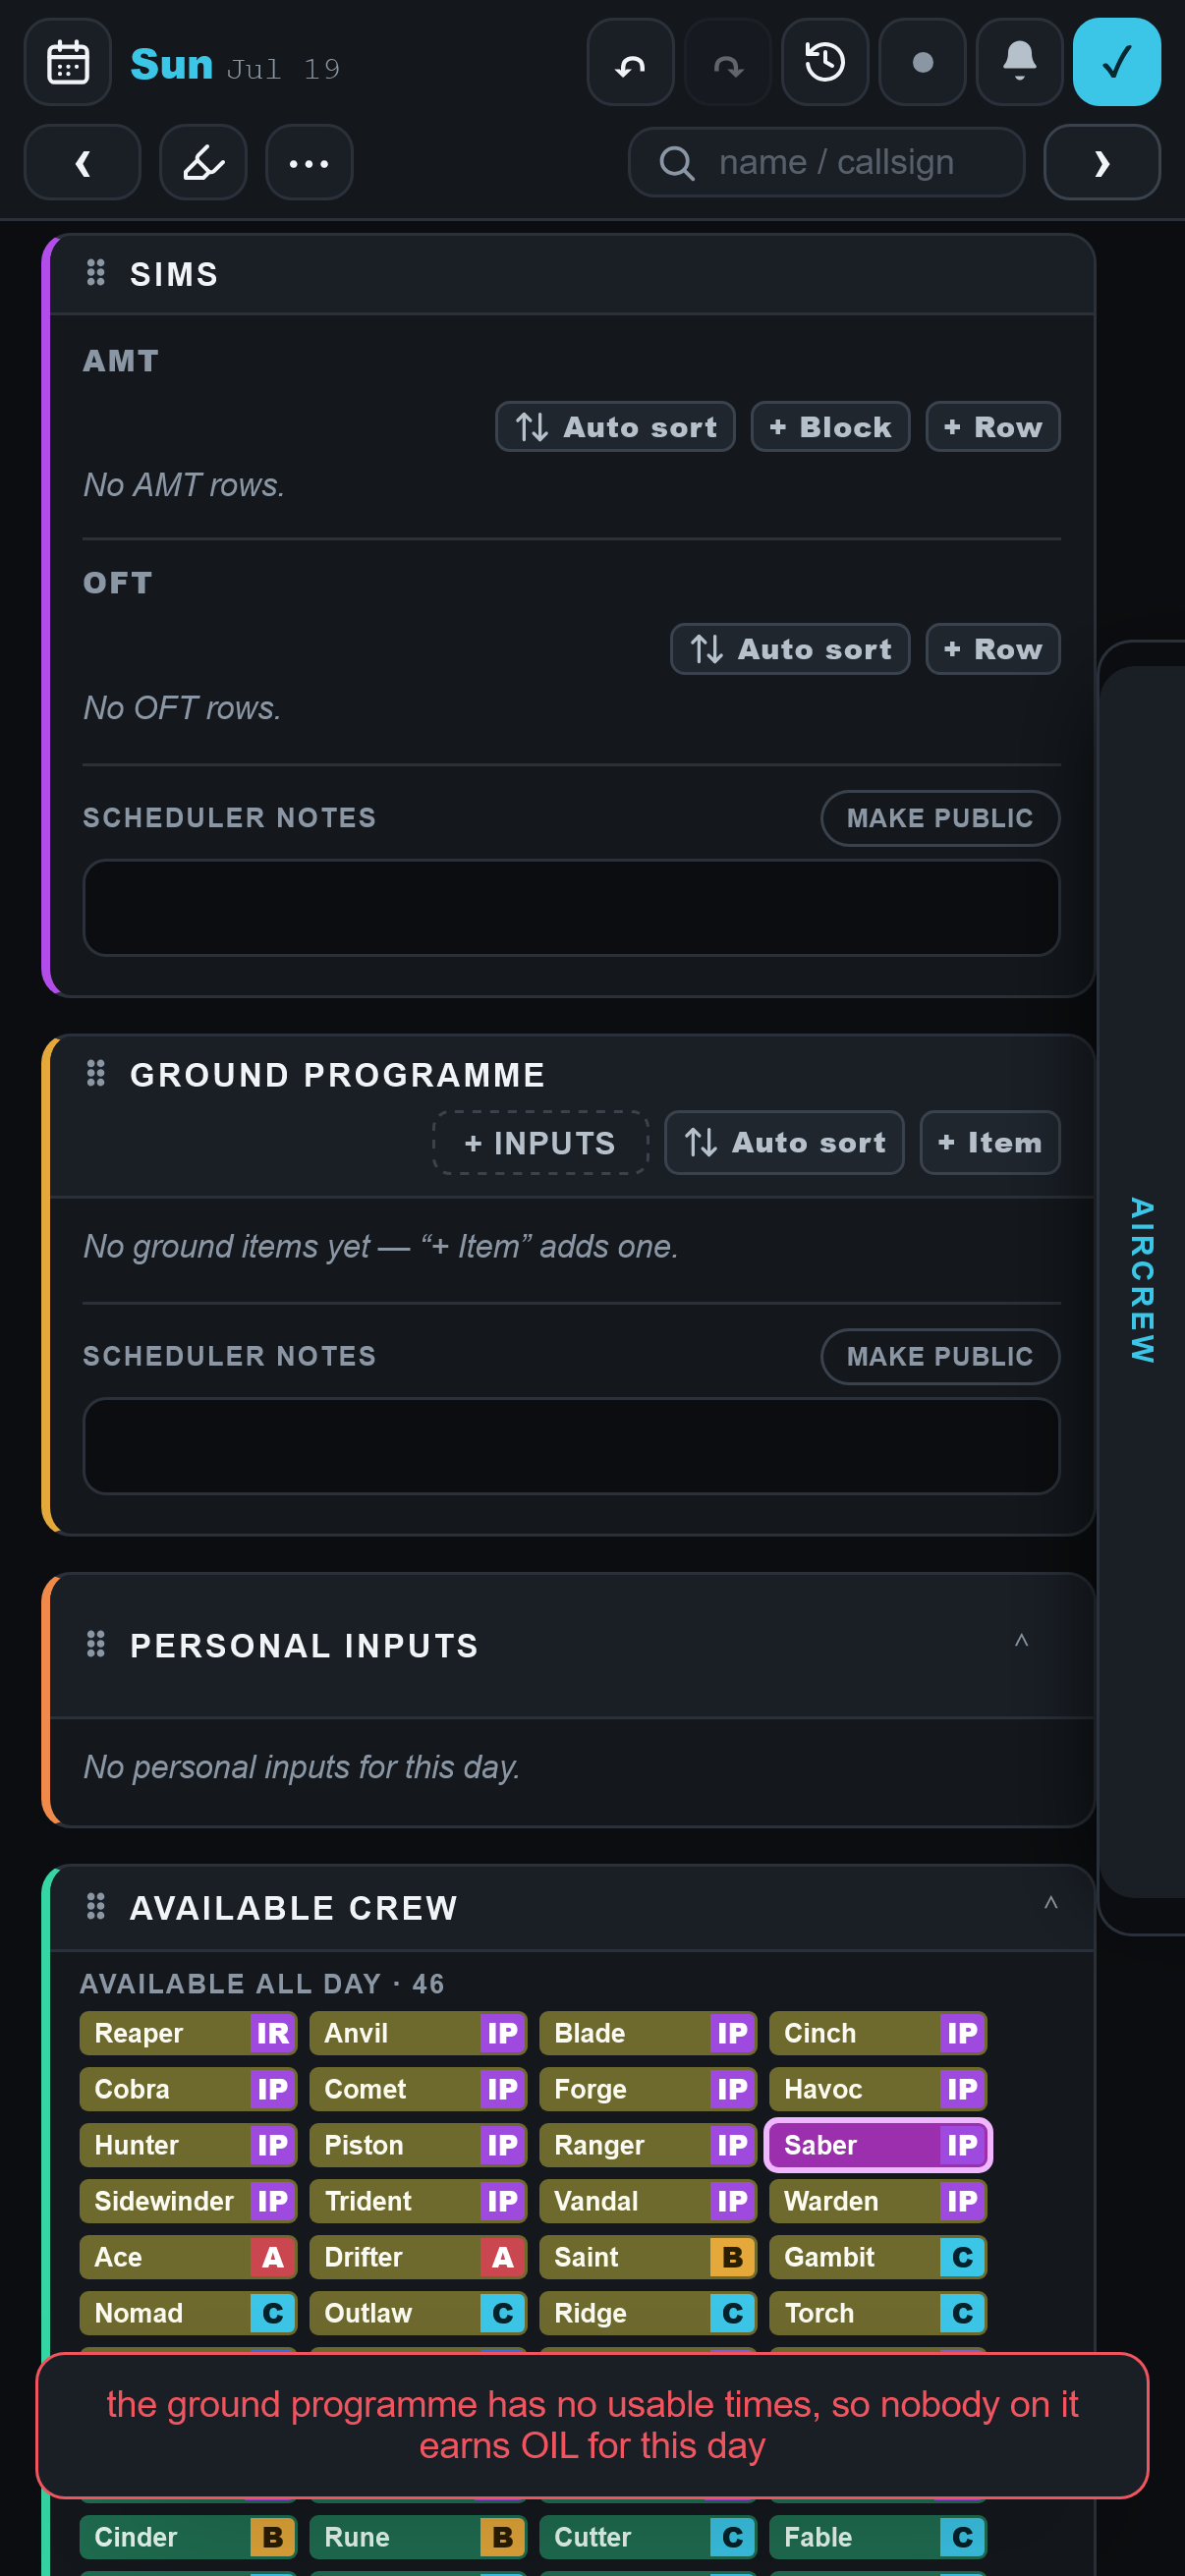 Sun Jul 19
name / callsign
SIMS
AMT
Auto sort
+ Block
+ Row
No AMT rows.
OFT
Auto sort
+ Row
No OFT rows.
SCHEDULER NOTES
MAKE PUBLIC
GROUND PROGRAMME
+ INPUTS
Auto sort
+ Item
No ground items yet — “+ Item” adds one.
SCHEDULER NOTES
MAKE PUBLIC
AIRCREW
PERSONAL INPUTS
No personal inputs for this day.
AVAILABLE CREW
AVAILABLE ALL DAY · 46
Reaper IR Anvil IP Blade IP Cinch IP
Cobra IP Comet IP Forge IP Havoc IP
Hunter IP Piston IP Ranger IP Saber IP
Sidewinder IP Trident IP Vandal IP Warden IP
Ace A Drifter A Saint B Gambit C
Nomad C Outlaw C Ridge C Torch C
the ground programme has no usable times, so nobody on it
earns OIL for this day
Cinder B Rune B Cutter C Fable C